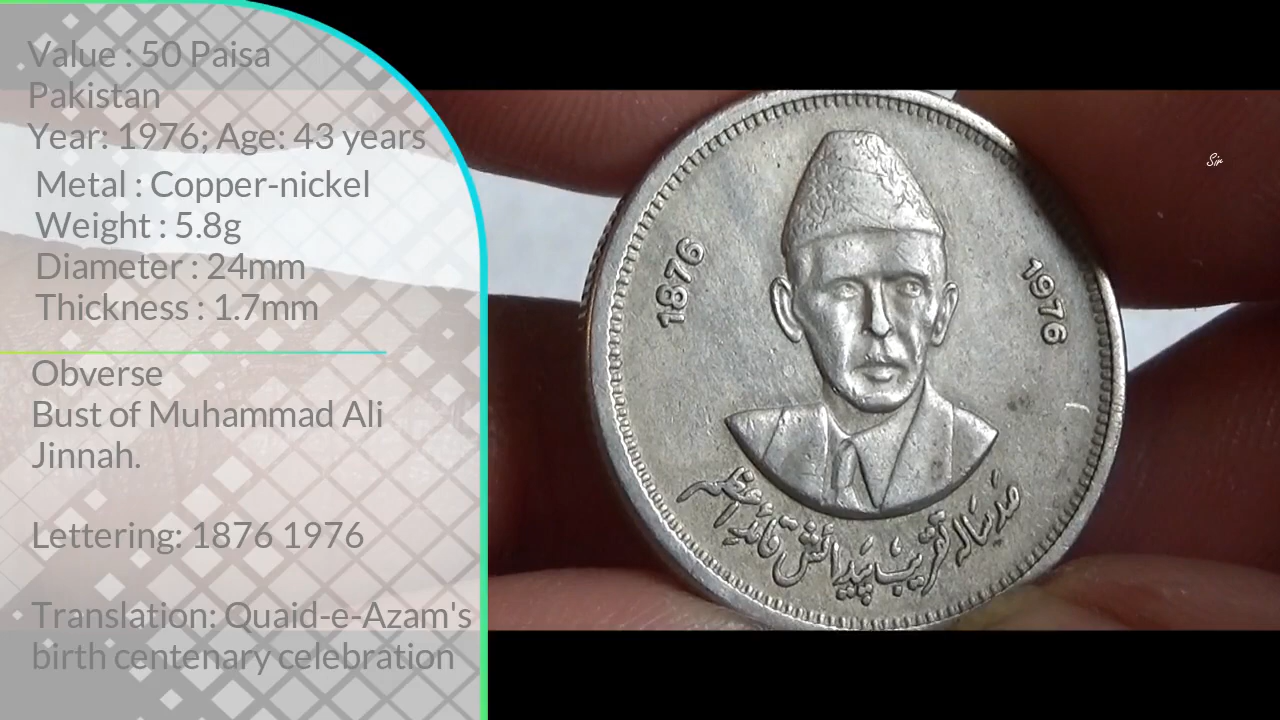 Value : 50 Paisa
Pakistan
Year: 1976; Age: 43 years
Metal : Copper-nickel
Weight : 5.8g
Diameter : 24mm
Thickness : 1.7mm
Obverse
Bust of Muhammad Ali
Jinnah.
Lettering: 1876 1976
Translation: Quaid-e-Azam's
birth centenary celebration
1876
1976
صد سالہ تقریب پیدائش قائد اعظم
Sir